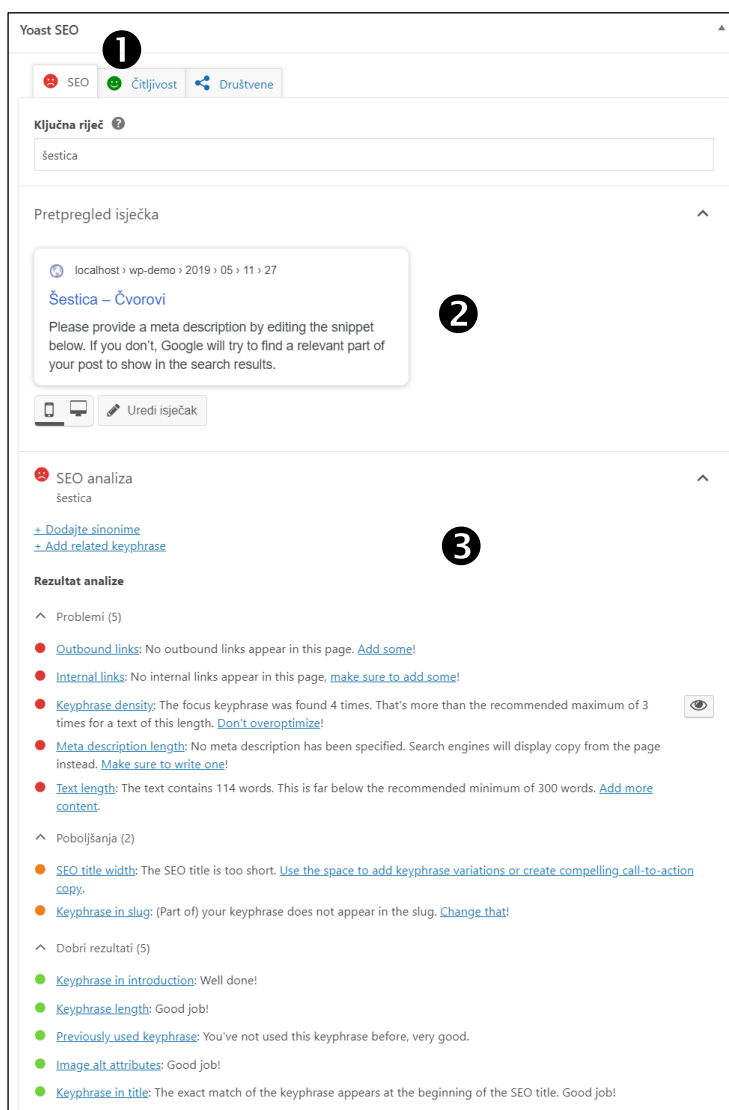 Yoast SEO
1
SEO
Čitljivost
Društvene
Ključna riječ
šestica
Pretpregled isječka
localhost › wp-demo › 2019 › 05 › 11 › 27
Šestica – Čvorovi
2
Please provide a meta description by editing the snippet
below. If you don’t, Google will try to find a relevant part of
your post to show in the search results.
Uredi isječak
SEO analiza
šestica
+ Dodajte sinonime
+ Add related keyphrase
3
Rezultat analize
Problemi (5)
Outbound links: No outbound links appear in this page. Add some!
Internal links: No internal links appear in this page, make sure to add some!
Keyphrase density: The focus keyphrase was found 4 times. That's more than the recommended maximum of 3
times for a text of this length. Don't overoptimize!
Meta description length: No meta description has been specified. Search engines will display copy from the page
instead. Make sure to write one!
Text length: The text contains 114 words. This is far below the recommended minimum of 300 words. Add more
content.
Poboljšanja (2)
SEO title width: The SEO title is too short. Use the space to add keyphrase variations or create compelling call-to-action
copy.
Keyphrase in slug: (Part of) your keyphrase does not appear in the slug. Change that!
Dobri rezultati (5)
Keyphrase in introduction: Well done!
Keyphrase length: Good job!
Previously used keyphrase: You've not used this keyphrase before, very good.
Image alt attributes: Good job!
Keyphrase in title: The exact match of the keyphrase appears at the beginning of the SEO title. Good job!